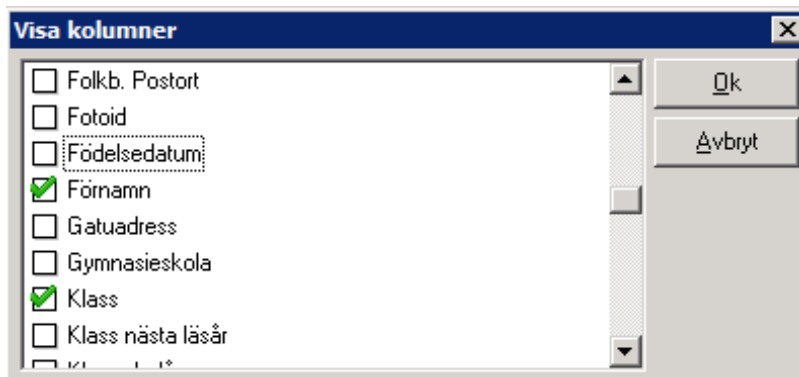 Visa kolumner
Folkb. Postort
Fotoid
Födelsedatum
Förnamn
Gatuadress
Gymnasieskola
Klass
Klass nästa läsår
Ok
Avbryt